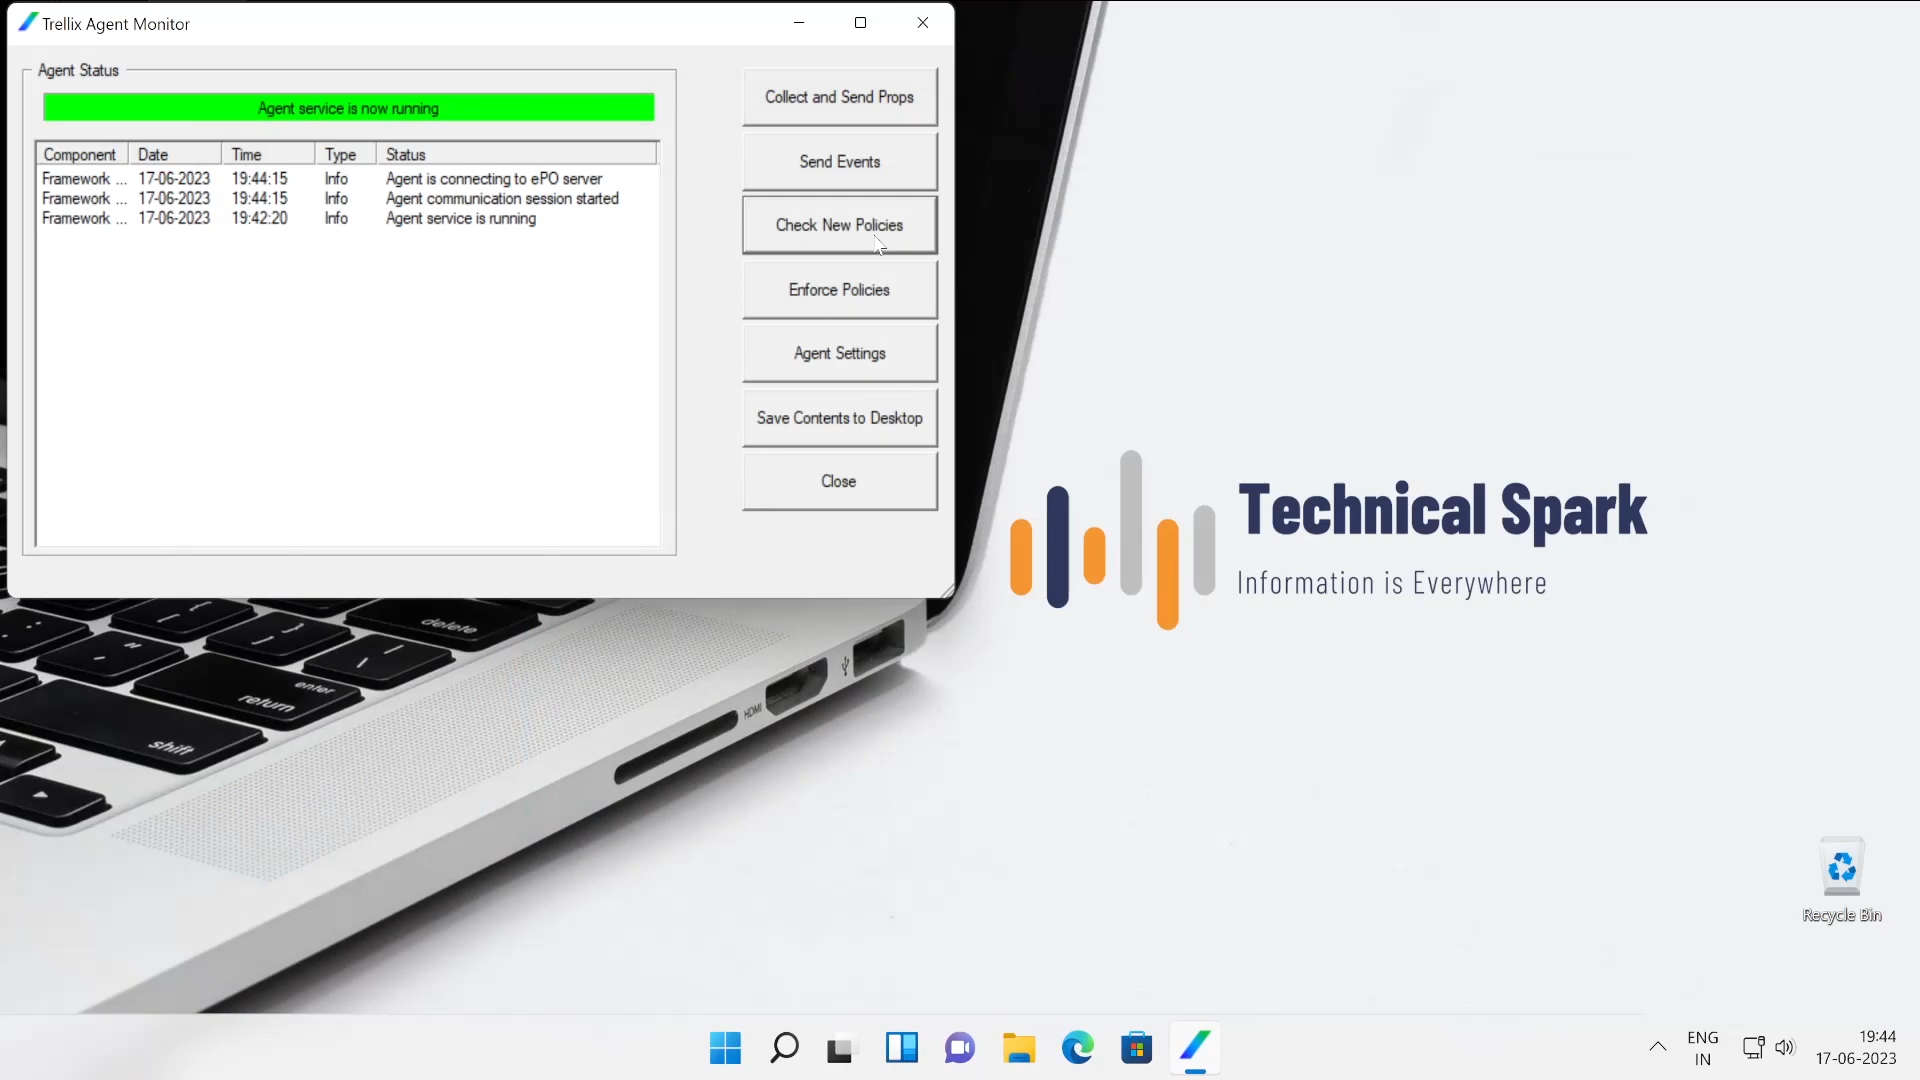 Trellix Agent Monitor
Agent Status
Agent service is now running
Component Date Time Type Status
Framework ... 17-06-2023 19:44:15 Info Agent is connecting to ePO server
Framework ... 17-06-2023 19:44:15 Info Agent communication session started
Framework ... 17-06-2023 19:42:20 Info Agent service is running
Collect and Send Props
Send Events
Check New Policies
Enforce Policies
Agent Settings
Save Contents to Desktop
Close
Technical Spark
Information is Everywhere
delete
enter
return
shift
HDMI
Recycle Bin
ENG
IN
19:44
17-06-2023